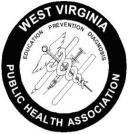 WEST VIRGINIA
EDUCATION PREVENTION DIAGNOSIS
PUBLIC HEALTH ASSOCIATION